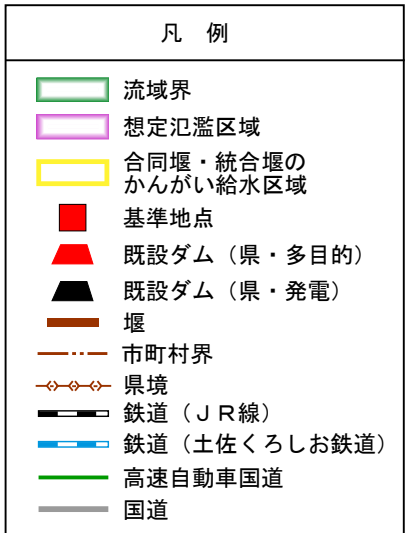 凡 例
流域界
想定氾濫区域
合同堰・統合堰の
かんがい給水区域
基準地点
既設ダム（県・多目的）
既設ダム（県・発電）
堰
市町村界
県境
鉄道（ＪＲ線）
鉄道（土佐くろしお鉄道）
高速自動車国道
国道